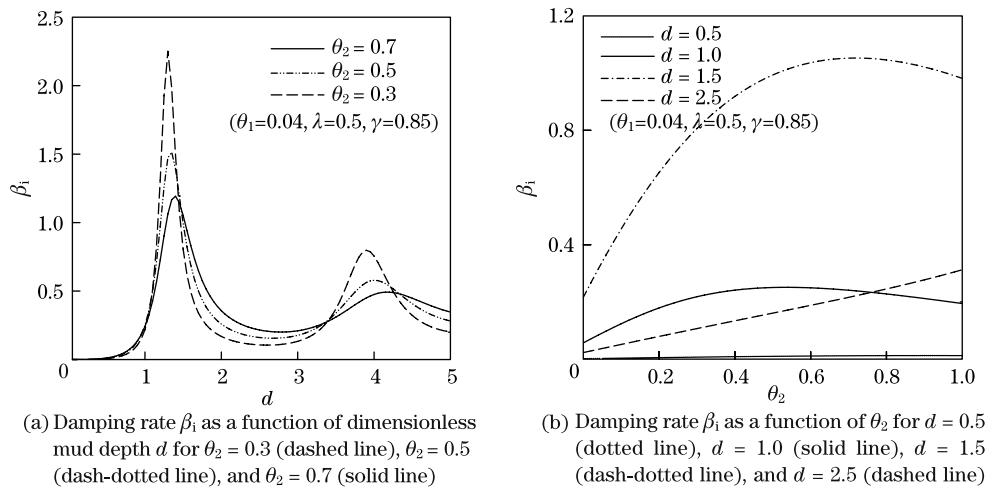 2.5
2.0
1.5
1.0
0.5
0
1
2
3
4
5
βi
d
θ2 = 0.7
θ2 = 0.5
θ2 = 0.3
(θ1=0.04, λ=0.5, γ=0.85)
(a) Damping rate βi as a function of dimensionless
mud depth d for θ2 = 0.3 (dashed line), θ2 = 0.5
(dash-dotted line), and θ2 = 0.7 (solid line)
1.2
0.8
0.4
0
0.2
0.4
0.6
0.8
1.0
βi
θ2
d = 0.5
d = 1.0
d = 1.5
d = 2.5
(θ1=0.04, λ=0.5, γ=0.85)
(b) Damping rate βi as a function of θ2 for d = 0.5
(dotted line), d = 1.0 (solid line), d = 1.5
(dash-dotted line), and d = 2.5 (dashed line)